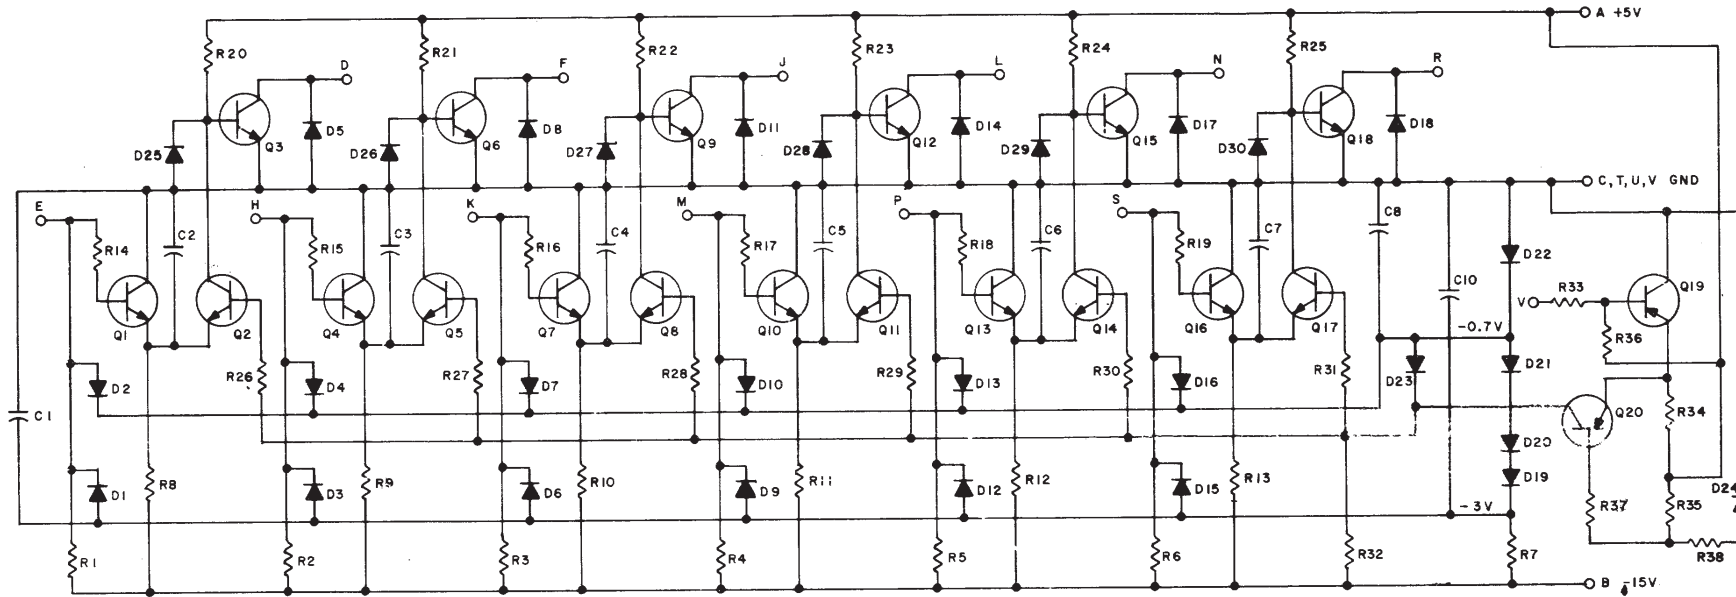 A +5V
R20
R21
R22
R23
R24
R25
D
F
J
L
N
R
D5
D8
D11
D14
D17
D18
Q3
Q6
Q9
Q12
Q15
Q18
D25
D26
D27
D28
D29
D30
C,T,U,V GND
E
H
K
M
P
S
R14
R15
R16
R17
R18
R19
C2
C3
C4
C5
C6
C7
C8
C10
D22
Q19
R33
V
Q1
Q2
Q4
Q5
Q7
Q8
Q10
Q11
Q13
Q14
Q16
Q17
-0.7V
R36
D21
D23
R26
R27
R28
R29
R30
R31
D2
D4
D7
D10
D13
D16
C1
Q20
R34
D20
D19
R8
R9
R10
R11
R12
R13
D1
D3
D6
D9
D12
D15
-3V
R37
R35
D24
R1
R2
R3
R4
R5
R6
R32
R7
R38
B -15V